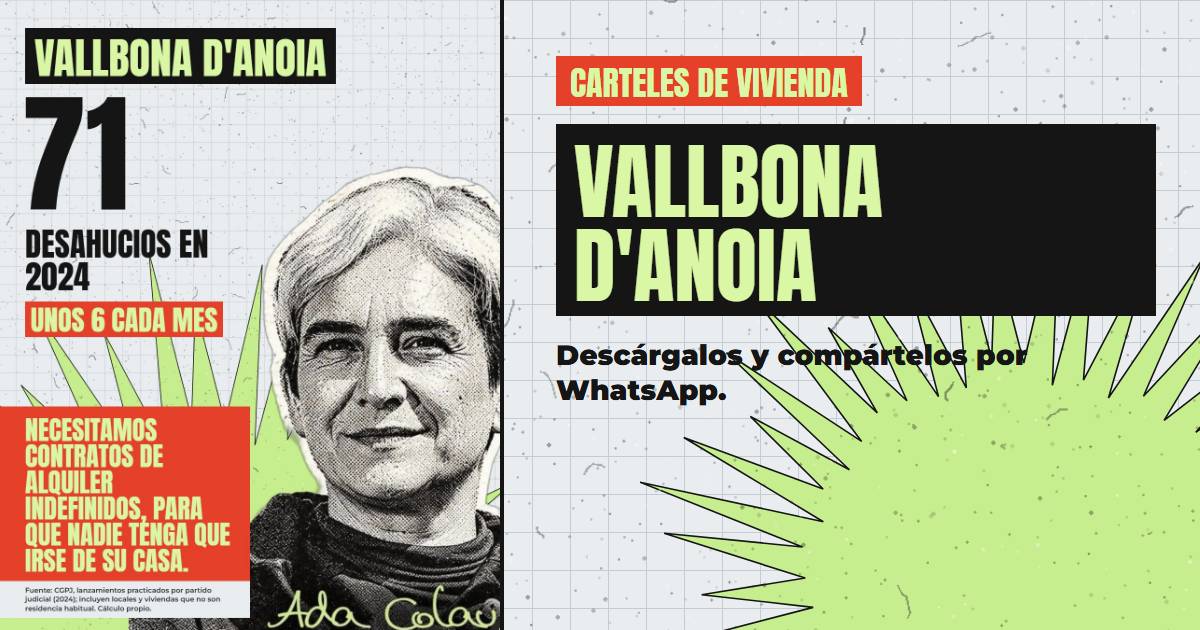 VALLBONA D'ANOIA
71
DESAHUCIOS EN
2024
UNOS 6 CADA MES
NECESITAMOS
CONTRATOS DE
ALQUILER
INDEFINIDOS, PARA
QUE NADIE TENGA QUE
IRSE DE SU CASA.
Fuente: CGPJ, lanzamientos practicados por partido
judicial (2024); incluyen locales y viviendas que no son
residencia habitual. Cálculo propio.
Ada Colau
CARTELES DE VIVIENDA
VALLBONA
D'ANOIA
Descárgalos y compártelos por
WhatsApp.